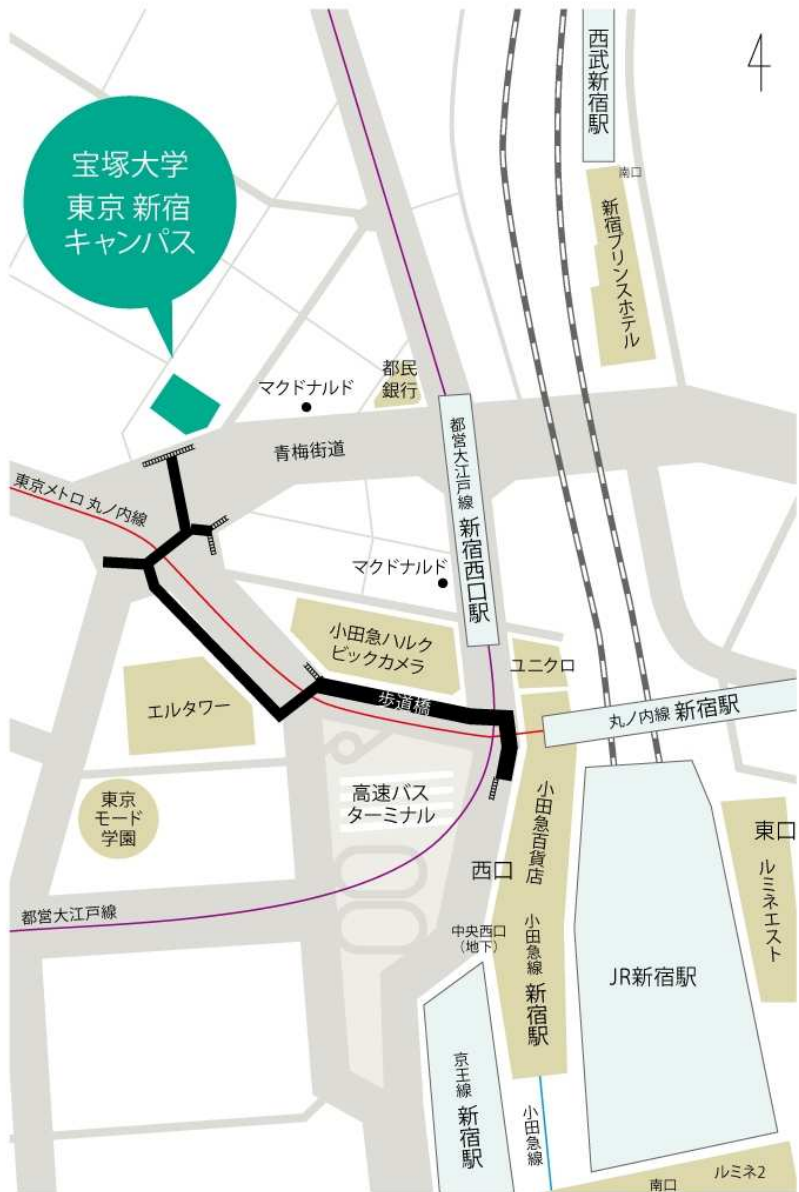 西武新宿駅
宝塚大学
東京 新宿
キャンパス
南口
新宿プリンスホテル
都民
銀行
マクドナルド
青梅街道
都営大江戸線 新宿西口駅
東京メトロ 丸ノ内線
マクドナルド
小田急ハルク
ビックカメラ
ユニクロ
エルタワー
歩道橋
丸ノ内線 新宿駅
高速バス
ターミナル
東京
モード
学園
小田急百貨店
東口
ルミネエスト
西口
都営大江戸線
中央西口
(地下)
小田急線 新宿駅
JR新宿駅
京王線 新宿駅
小田急線
ルミネ2
南口